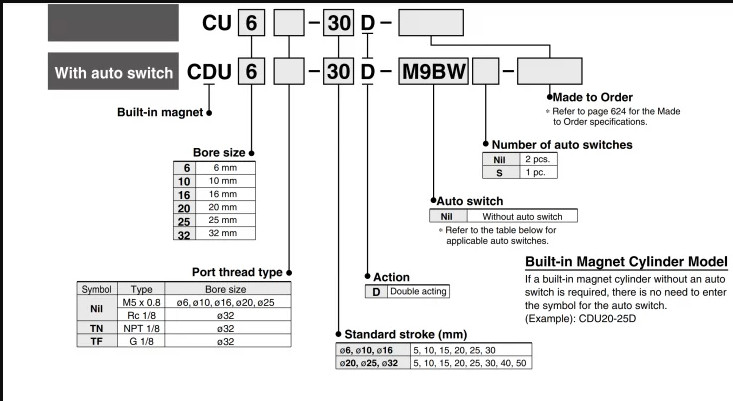 CU 6 – 30 D –
With auto switch CDU 6 – 30 D – M9BW –
Built-in magnet
Made to Order
* Refer to page 624 for the Made
to Order specifications.
Number of auto switches
Nil 2 pcs.
S 1 pc.
Bore size
6 6 mm
10 10 mm
16 16 mm
20 20 mm
25 25 mm
32 32 mm
Auto switch
Nil Without auto switch
* Refer to the table below for
applicable auto switches.
Built-in Magnet Cylinder Model
If a built-in magnet cylinder without an auto
switch is required, there is no need to enter
the symbol for the auto switch.
(Example): CDU20-25D
Port thread type
Symbol Type Bore size
Nil M5 x 0.8 ø6, ø10, ø16, ø20, ø25
Rc 1/8 ø32
TN NPT 1/8 ø32
TF G 1/8 ø32
Action
D Double acting
Standard stroke (mm)
ø6, ø10, ø16 5, 10, 15, 20, 25, 30
ø20, ø25, ø32 5, 10, 15, 20, 25, 30, 40, 50